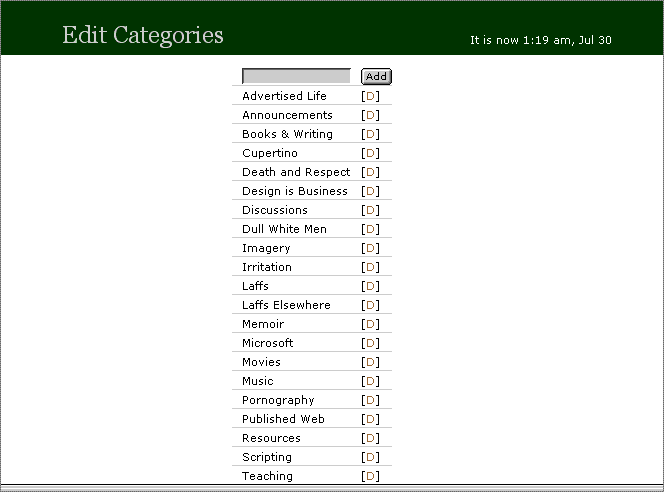 Edit Categories
It is now 1:19 am, Jul 30
Add
Advertised Life [D]
Announcements [D]
Books & Writing [D]
Cupertino [D]
Death and Respect [D]
Design is Business [D]
Discussions [D]
Dull White Men [D]
Imagery [D]
Irritation [D]
Laffs [D]
Laffs Elsewhere [D]
Memoir [D]
Microsoft [D]
Movies [D]
Music [D]
Pornography [D]
Published Web [D]
Resources [D]
Scripting [D]
Teaching [D]